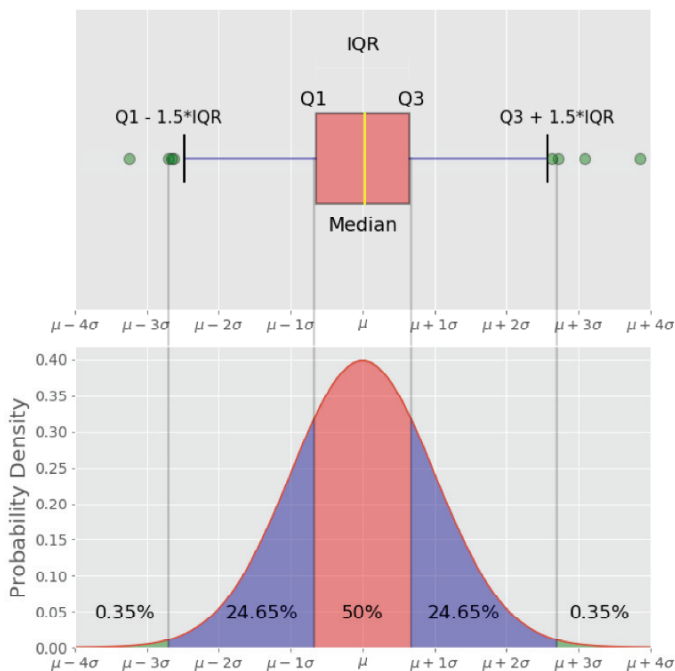 IQR
Q1 Q3
Q1 - 1.5*IQR Q3 + 1.5*IQR
Median
μ − 4σ μ − 3σ μ − 2σ μ − 1σ μ μ + 1σ μ + 2σ μ + 3σ μ + 4σ
0.40
0.35
0.30
0.25
0.20
0.15
0.10
0.05
0.00
Probability Density
0.35% 24.65% 50% 24.65% 0.35%
μ − 4σ μ − 3σ μ − 2σ μ − 1σ μ μ + 1σ μ + 2σ μ + 3σ μ + 4σ